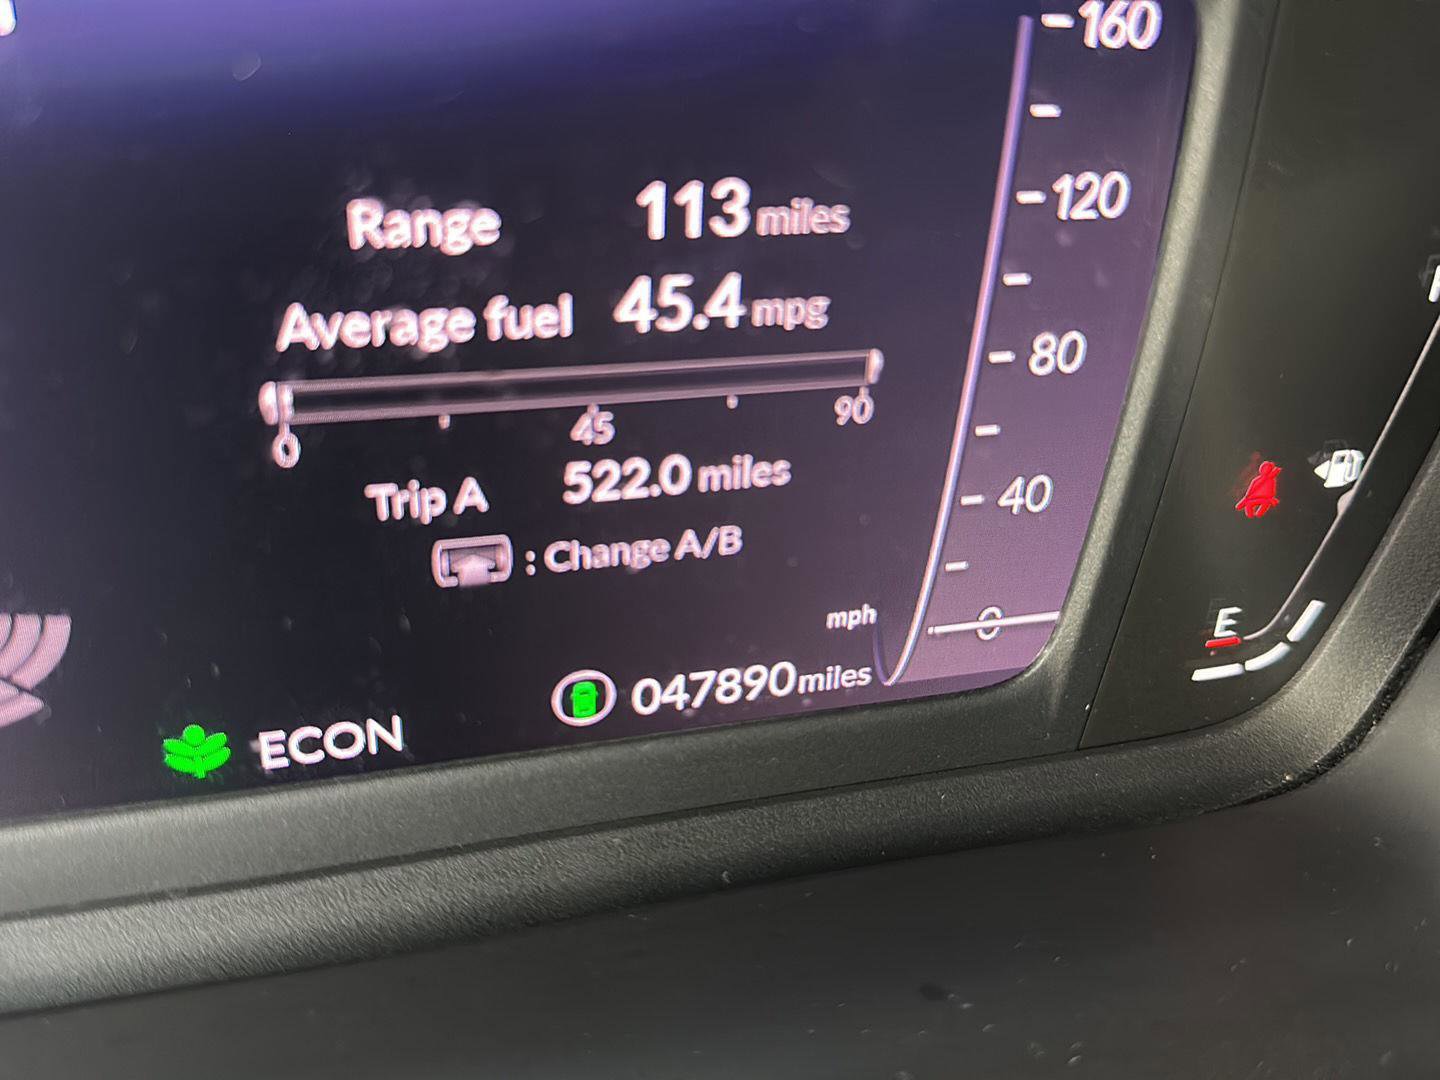 160
120
Range 113 miles
Average fuel 45.4 mpg
80
0 45 90
Trip A 522.0 miles
40
: Change A/B
mph 0
E
047890 miles
ECON